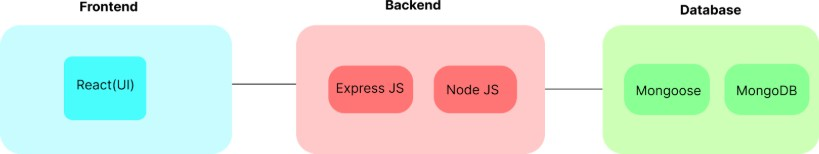 Frontend
Backend
Database
React(UI)
Express JS
Node JS
Mongoose
MongoDB